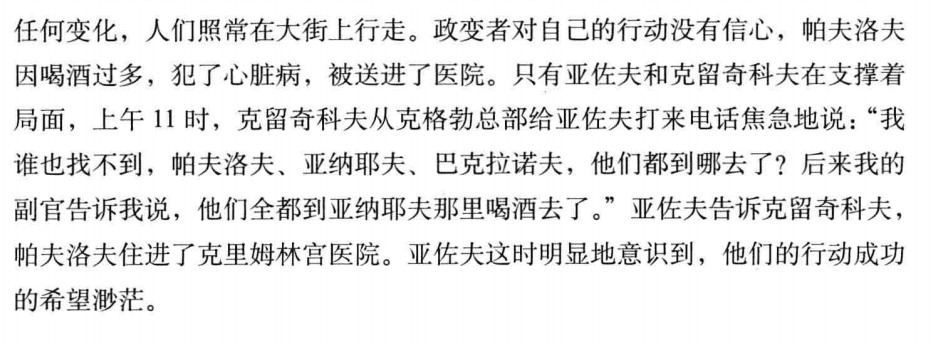 任何变化，人们照常在大街上行走。政变者对自己的行动没有信心，帕夫洛夫
因喝酒过多，犯了心脏病，被送进了医院。只有亚佐夫和克留奇科夫在支撑着
局面，上午 11 时，克留奇科夫从克格勃总部给亚佐夫打来电话焦急地说：“我
谁也找不到，帕夫洛夫、亚纳耶夫、巴克拉诺夫，他们都到哪去了？后来我的
副官告诉我说，他们全都到亚纳耶夫那里喝酒去了。”亚佐夫告诉克留奇科夫，
帕夫洛夫住进了克里姆林宫医院。亚佐夫这时明显地意识到，他们的行动成功
的希望渺茫。